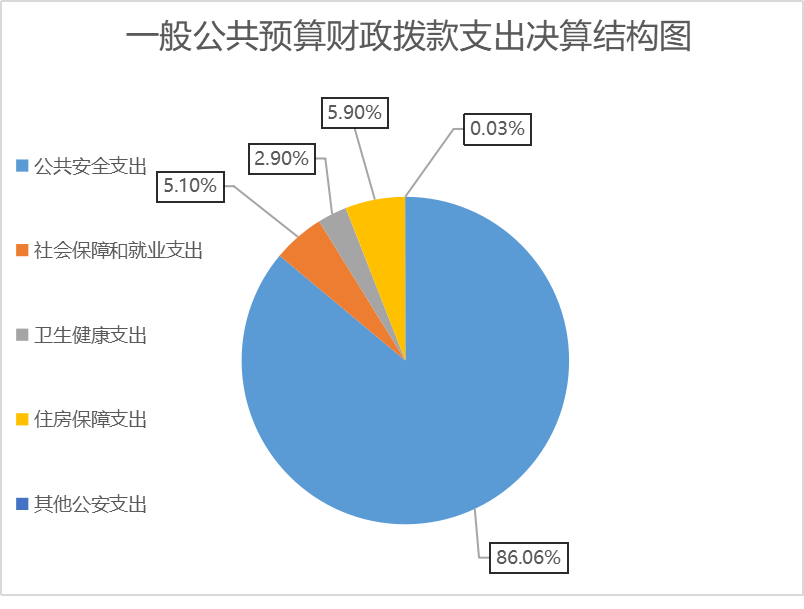 一般公共预算财政拨款支出决算结构图
5.90%
0.03%
2.90%
公共安全支出
5.10%
社会保障和就业支出
卫生健康支出
住房保障支出
其他公安支出
86.06%